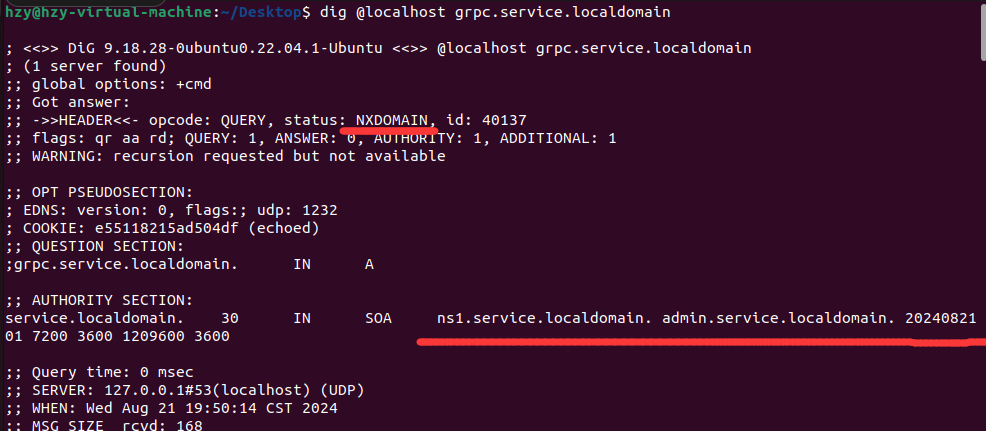 hzy@hzy-virtual-machine:~/Desktop$ dig @localhost grpc.service.localdomain
; <<>> DiG 9.18.28-0ubuntu0.22.04.1-Ubuntu <<>> @localhost grpc.service.localdomain
; (1 server found)
;; global options: +cmd
;; Got answer:
;; ->>HEADER<<- opcode: QUERY, status: NXDOMAIN, id: 40137
;; flags: qr aa rd; QUERY: 1, ANSWER: 0, AUTHORITY: 1, ADDITIONAL: 1
;; WARNING: recursion requested but not available
;; OPT PSEUDOSECTION:
; EDNS: version: 0, flags:; udp: 1232
; COOKIE: e55118215ad504df (echoed)
;; QUESTION SECTION:
;grpc.service.localdomain. IN A
;; AUTHORITY SECTION:
service.localdomain. 30 IN SOA ns1.service.localdomain. admin.service.localdomain. 20240821
01 7200 3600 1209600 3600
;; Query time: 0 msec
;; SERVER: 127.0.0.1#53(localhost) (UDP)
;; WHEN: Wed Aug 21 19:50:14 CST 2024
;; MSG SIZE rcvd: 168